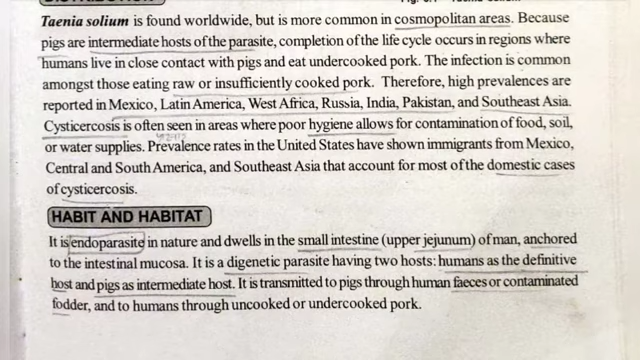 Taenia solium is found worldwide, but is more common in cosmopolitan areas. Because
pigs are intermediate hosts of the parasite, completion of the life cycle occurs in regions where
humans live in close contact with pigs and eat undercooked pork. The infection is common
amongst those eating raw or insufficiently cooked pork. Therefore, high prevalences are
reported in Mexico, Latin America, West Africa, Russia, India, Pakistan, and Southeast Asia.
Cysticercosis is often seen in areas where poor hygiene allows for contamination of food, soil,
or water supplies. Prevalence rates in the United States have shown immigrants from Mexico,
Central and South America, and Southeast Asia that account for most of the domestic cases
of cysticercosis.
HABIT AND HABITAT
It is endoparasite in nature and dwells in the small intestine (upper jejunum) of man, anchored
to the intestinal mucosa. It is a digenetic parasite having two hosts: humans as the definitive
host and pigs as intermediate host. It is transmitted to pigs through human faeces or contaminated
fodder, and to humans through uncooked or undercooked pork.